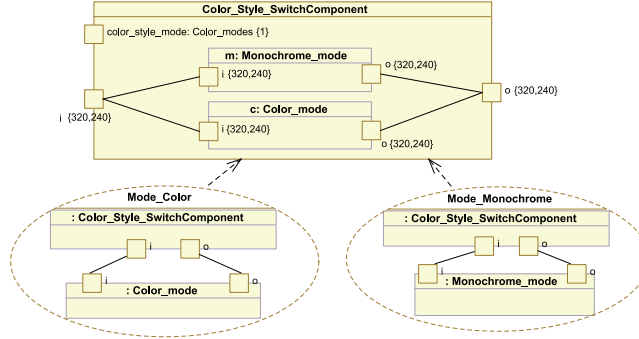 Color_Style_SwitchComponent
color_style_mode: Color_modes {1}
m: Monochrome_mode
i {320,240}
o {320,240}
i {320,240}
o {320,240}
c: Color_mode
i {320,240}
o {320,240}
Mode_Color
: Color_Style_SwitchComponent
i
o
i
o
: Color_mode
Mode_Monochrome
: Color_Style_SwitchComponent
i
o
i
o
: Monochrome_mode